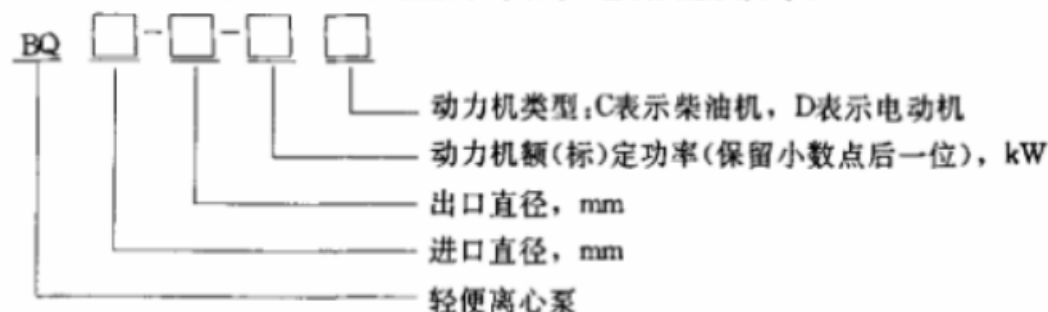 BQ □-□-□ □
动力机类型;C表示柴油机，D表示电动机
动力机额(标)定功率(保留小数点后一位)，kW
出口直径，mm
进口直径，mm
轻便离心泵